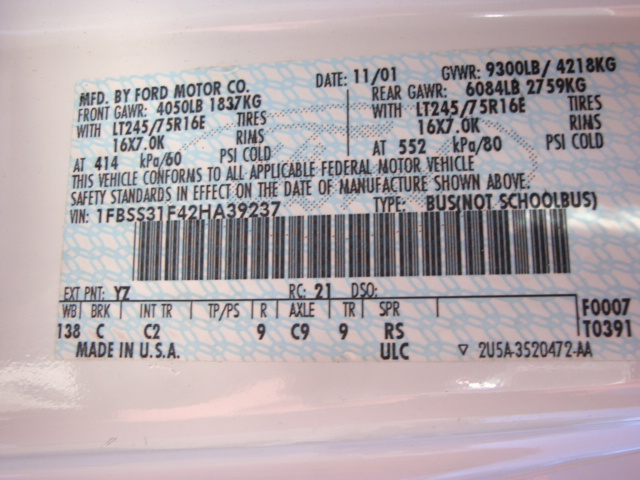 MFD. BY FORD MOTOR CO. DATE: 11/01 GVWR: 9300LB/ 4218KG
FRONT GAWR: 4050LB 1837KG REAR GAWR: 6084LB 2759KG
WITH LT245/75R16E TIRES WITH LT245/75R16E TIRES
16X7.0K RIMS 16X7.0K RIMS
AT 414 kPa/60 PSI COLD AT 552 kPa/80 PSI COLD
THIS VEHICLE CONFORMS TO ALL APPLICABLE FEDERAL MOTOR VEHICLE
SAFETY STANDARDS IN EFFECT ON THE DATE OF MANUFACTURE SHOWN ABOVE.
VIN: 1FBSS31F42HA39237 TYPE: BUS(NOT SCHOOLBUS)
EXT PNT: YZ RC: 21 DSO:
WB BRK INT TR TP/PS R AXLE TR SPR F0007
138 C C2 9 C9 9 RS T0391
MADE IN U.S.A. ULC ▽ 2U5A-3520472-AA